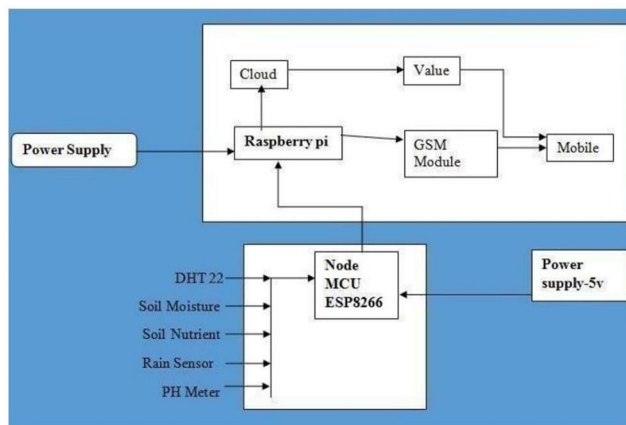 Cloud
Value
Power Supply
Raspberry pi
GSM
Module
Mobile
DHT 22
Soil Moisture
Soil Nutrient
Rain Sensor
PH Meter
Node
MCU
ESP8266
Power
supply-5v